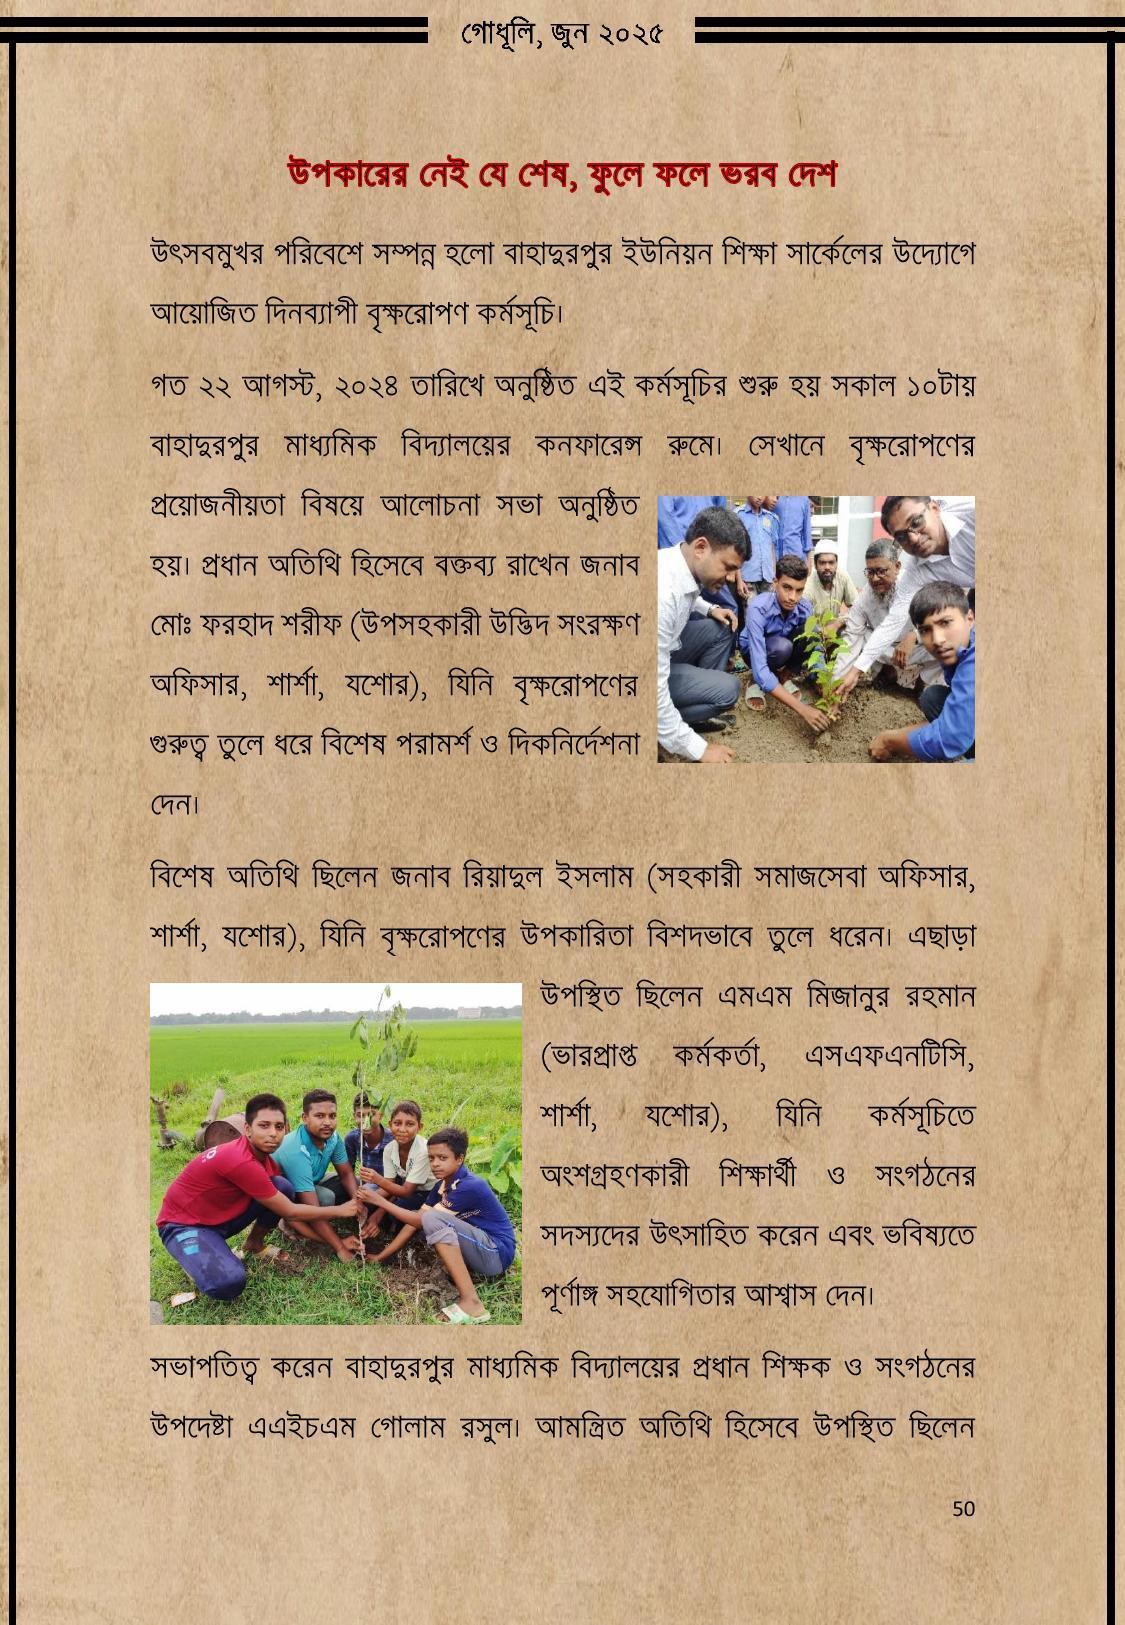 গোধূলি, জুন ২০২৫
উপকারের নেই যে শেষ, ফুলে ফলে ভরব দেশ
উৎসবমুখর পরিবেশে সম্পন্ন হলো বাহাদুরপুর ইউনিয়ন শিক্ষা সার্কেলের উদ্যোগে
আয়োজিত দিনব্যাপী বৃক্ষরোপণ কর্মসূচি।
গত ২২ আগস্ট, ২০২৪ তারিখে অনুষ্ঠিত এই কর্মসূচির শুরু হয় সকাল ১০টায়
বাহাদুরপুর মাধ্যমিক বিদ্যালয়ের কনফারেন্স রুমে। সেখানে বৃক্ষরোপণের
প্রয়োজনীয়তা বিষয়ে আলোচনা সভা অনুষ্ঠিত
হয়। প্রধান অতিথি হিসেবে বক্তব্য রাখেন জনাব
মোঃ ফরহাদ শরীফ (উপসহকারী উদ্ভিদ সংরক্ষণ
অফিসার, শার্শা, যশোর), যিনি বৃক্ষরোপণের
গুরুত্ব তুলে ধরে বিশেষ পরামর্শ ও দিকনির্দেশনা
দেন।
বিশেষ অতিথি ছিলেন জনাব রিয়াদুল ইসলাম (সহকারী সমাজসেবা অফিসার,
শার্শা, যশোর), যিনি বৃক্ষরোপণের উপকারিতা বিশদভাবে তুলে ধরেন। এছাড়া
উপস্থিত ছিলেন এমএম মিজানুর রহমান
(ভারপ্রাপ্ত কর্মকর্তা, এসএফএনটিসি,
শার্শা, যশোর), যিনি কর্মসূচিতে
অংশগ্রহণকারী শিক্ষার্থী ও সংগঠনের
সদস্যদের উৎসাহিত করেন এবং ভবিষ্যতে
পূর্ণাঙ্গ সহযোগিতার আশ্বাস দেন।
সভাপতিত্ব করেন বাহাদুরপুর মাধ্যমিক বিদ্যালয়ের প্রধান শিক্ষক ও সংগঠনের
উপদেষ্টা এএইচএম গোলাম রসুল। আমন্ত্রিত অতিথি হিসেবে উপস্থিত ছিলেন
50